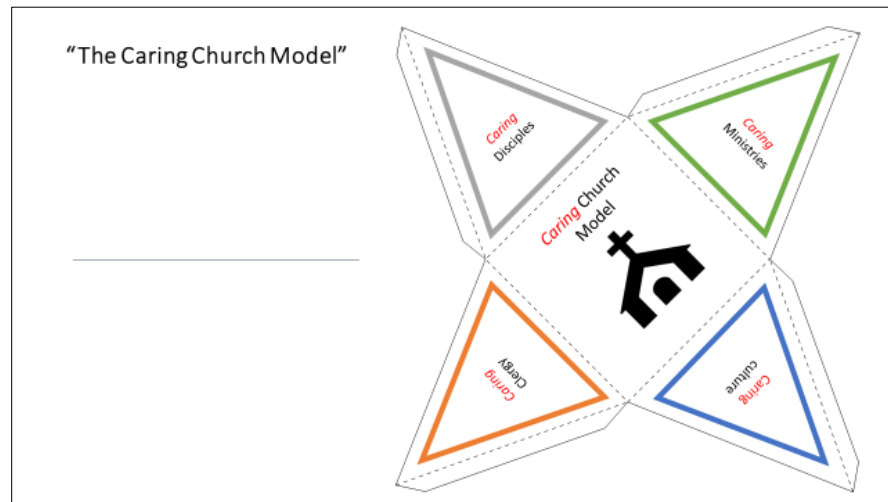 “The Caring Church Model”
Caring
Disciples
Caring
Ministries
Caring Church
Model
Caring
Clergy
Caring
culture